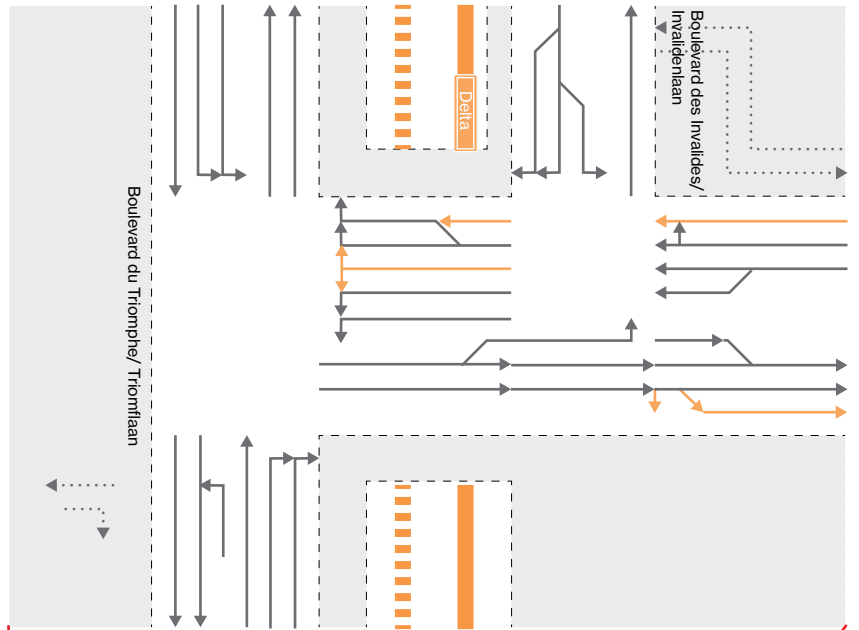 Boulevard des Invalides/
Invalidenlaan
Delta
Boulevard du Triomphe/ Triomflaan